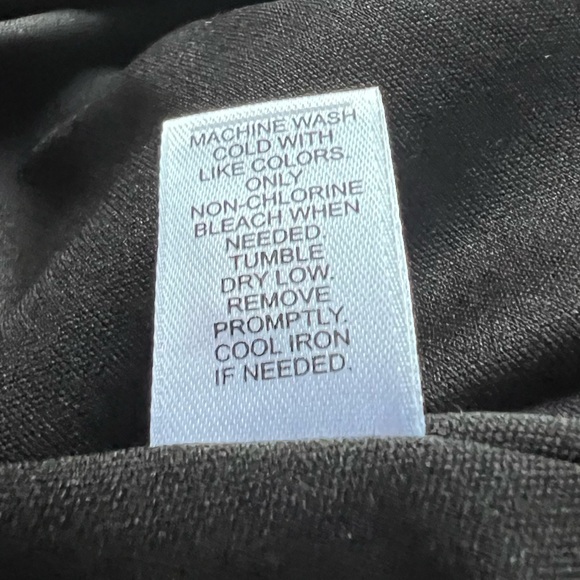 MACHINE WASH
COLD WITH
LIKE COLORS.
ONLY
NON-CHLORINE
BLEACH WHEN
NEEDED.
TUMBLE
DRY LOW.
REMOVE
PROMPTLY.
COOL IRON
IF NEEDED.